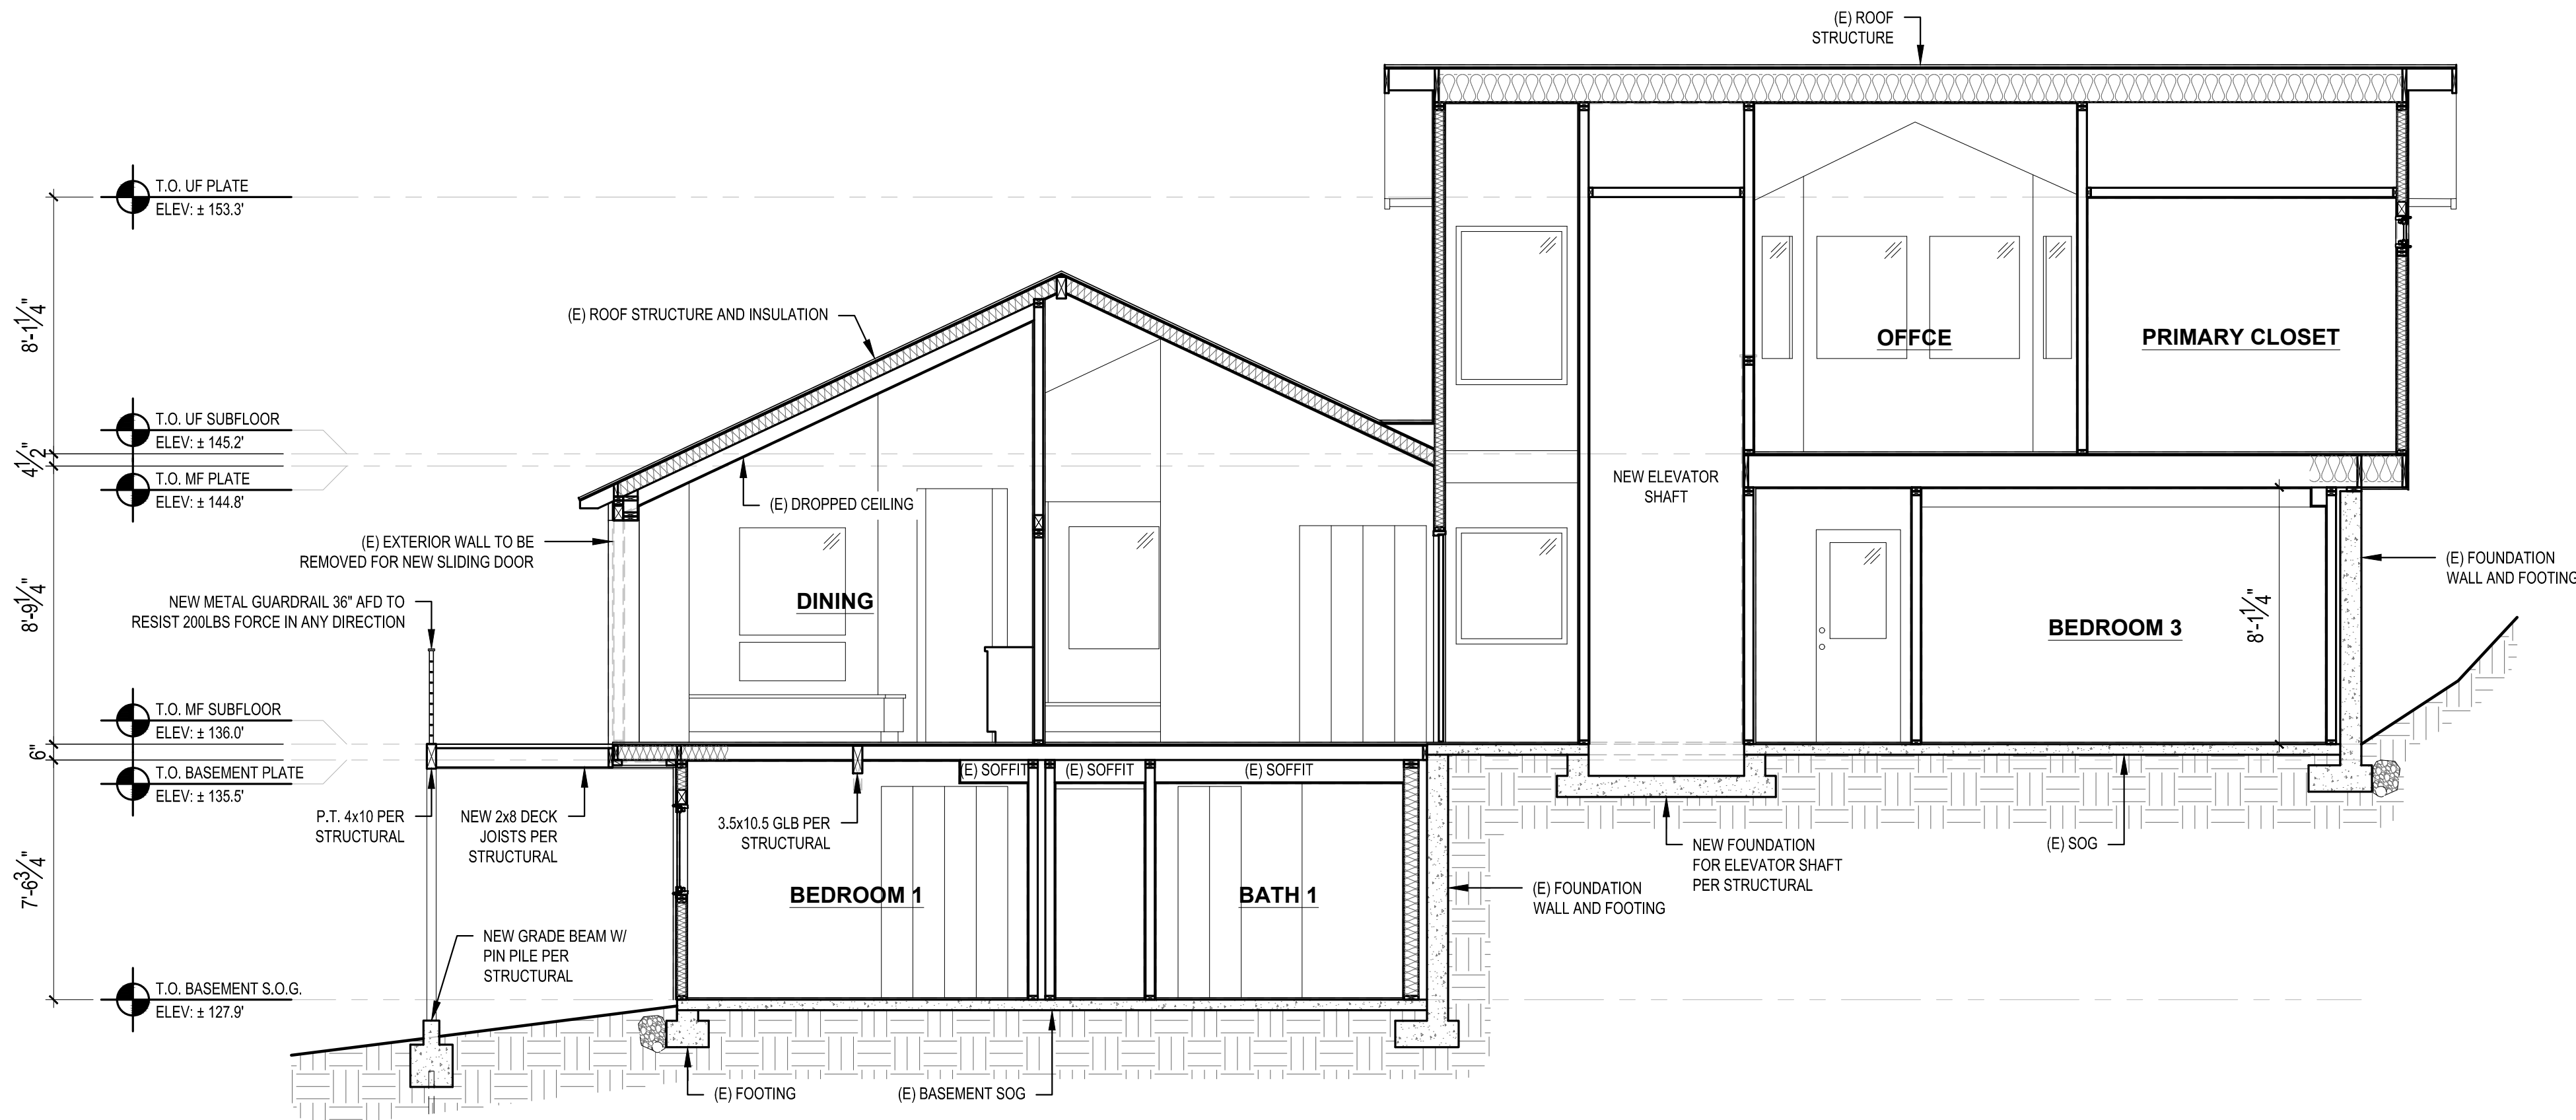 (E) ROOF
STRUCTURE
T.O. UF PLATE
ELEV: ± 153.3'
8'-1 1/4"
(E) ROOF STRUCTURE AND INSULATION
OFFCE
PRIMARY CLOSET
T.O. UF SUBFLOOR
ELEV: ± 145.2'
4 1/2"
T.O. MF PLATE
ELEV: ± 144.8'
(E) DROPPED CEILING
NEW ELEVATOR
SHAFT
(E) EXTERIOR WALL TO BE
REMOVED FOR NEW SLIDING DOOR
(E) FOUNDATION
WALL AND FOOTING
8'-9 1/4"
NEW METAL GUARDRAIL 36" AFD TO
RESIST 200LBS FORCE IN ANY DIRECTION
DINING
BEDROOM 3
8'-1 1/4"
T.O. MF SUBFLOOR
ELEV: ± 136.0'
6"
T.O. BASEMENT PLATE
ELEV: ± 135.5'
(E) SOFFIT
(E) SOFFIT
(E) SOFFIT
P.T. 4x10 PER
STRUCTURAL
NEW 2x8 DECK
JOISTS PER
STRUCTURAL
3.5x10.5 GLB PER
STRUCTURAL
NEW FOUNDATION
FOR ELEVATOR SHAFT
PER STRUCTURAL
(E) SOG
7'-6 3/4"
BEDROOM 1
BATH 1
(E) FOUNDATION
WALL AND FOOTING
NEW GRADE BEAM W/
PIN PILE PER
STRUCTURAL
T.O. BASEMENT S.O.G.
ELEV: ± 127.9'
(E) FOOTING
(E) BASEMENT SOG